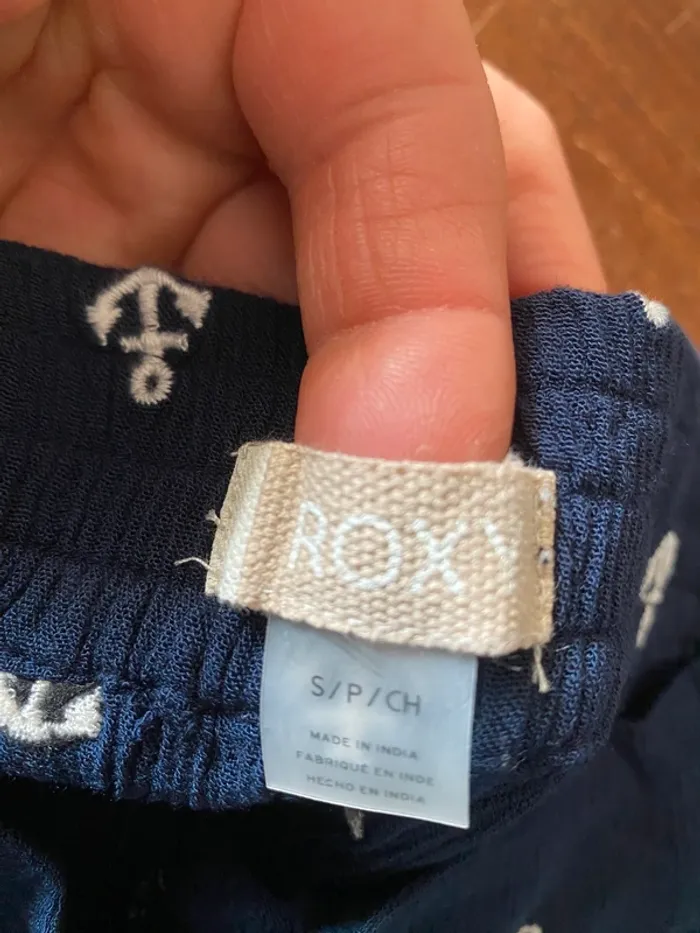 ROXY
S/P/CH
MADE IN INDIA
FABRIQUÉ EN INDE
HECHO EN INDIA